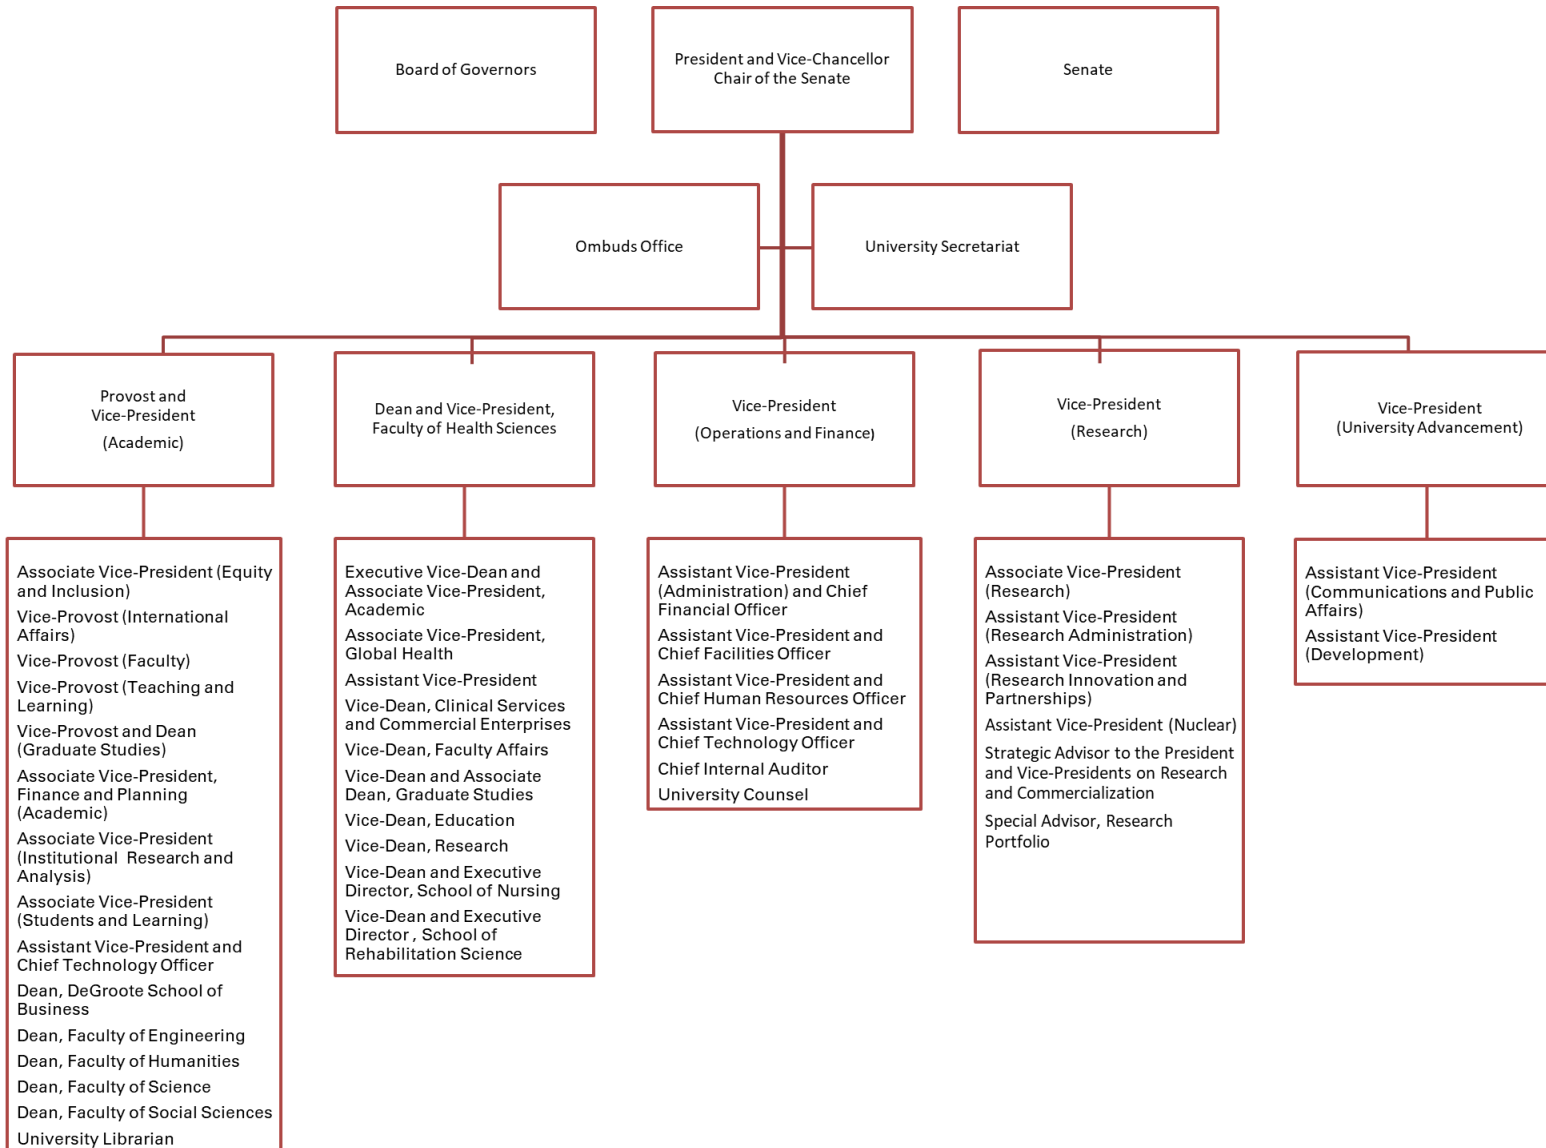 Board of Governors
President and Vice-Chancellor
Chair of the Senate
Senate
Ombuds Office
University Secretariat
Provost and
Vice-President
(Academic)
Dean and Vice-President,
Faculty of Health Sciences
Vice-President
(Operations and Finance)
Vice-President
(Research)
Vice-President
(University Advancement)
Associate Vice-President (Equity
and Inclusion)
Vice-Provost (International
Affairs)
Vice-Provost (Faculty)
Vice-Provost (Teaching and
Learning)
Vice-Provost and Dean
(Graduate Studies)
Associate Vice-President,
Finance and Planning
(Academic)
Associate Vice-President
(Institutional Research and
Analysis)
Associate Vice-President
(Students and Learning)
Assistant Vice-President and
Chief Technology Officer
Dean, DeGroote School of
Business
Dean, Faculty of Engineering
Dean, Faculty of Humanities
Dean, Faculty of Science
Dean, Faculty of Social Sciences
University Librarian
Executive Vice-Dean and
Associate Vice-President,
Academic
Associate Vice-President,
Global Health
Assistant Vice-President
Vice-Dean, Clinical Services
and Commercial Enterprises
Vice-Dean, Faculty Affairs
Vice-Dean and Associate
Dean, Graduate Studies
Vice-Dean, Education
Vice-Dean, Research
Vice-Dean and Executive
Director, School of Nursing
Vice-Dean and Executive
Director , School of
Rehabilitation Science
Assistant Vice-President
(Administration) and Chief
Financial Officer
Assistant Vice-President and
Chief Facilities Officer
Assistant Vice-President and
Chief Human Resources Officer
Assistant Vice-President and
Chief Technology Officer
Chief Internal Auditor
University Counsel
Associate Vice-President
(Research)
Assistant Vice-President
(Research Administration)
Assistant Vice-President
(Research Innovation and
Partnerships)
Assistant Vice-President (Nuclear)
Strategic Advisor to the President
and Vice-Presidents on Research
and Commercialization
Special Advisor, Research
Portfolio
Assistant Vice-President
(Communications and Public
Affairs)
Assistant Vice-President
(Development)